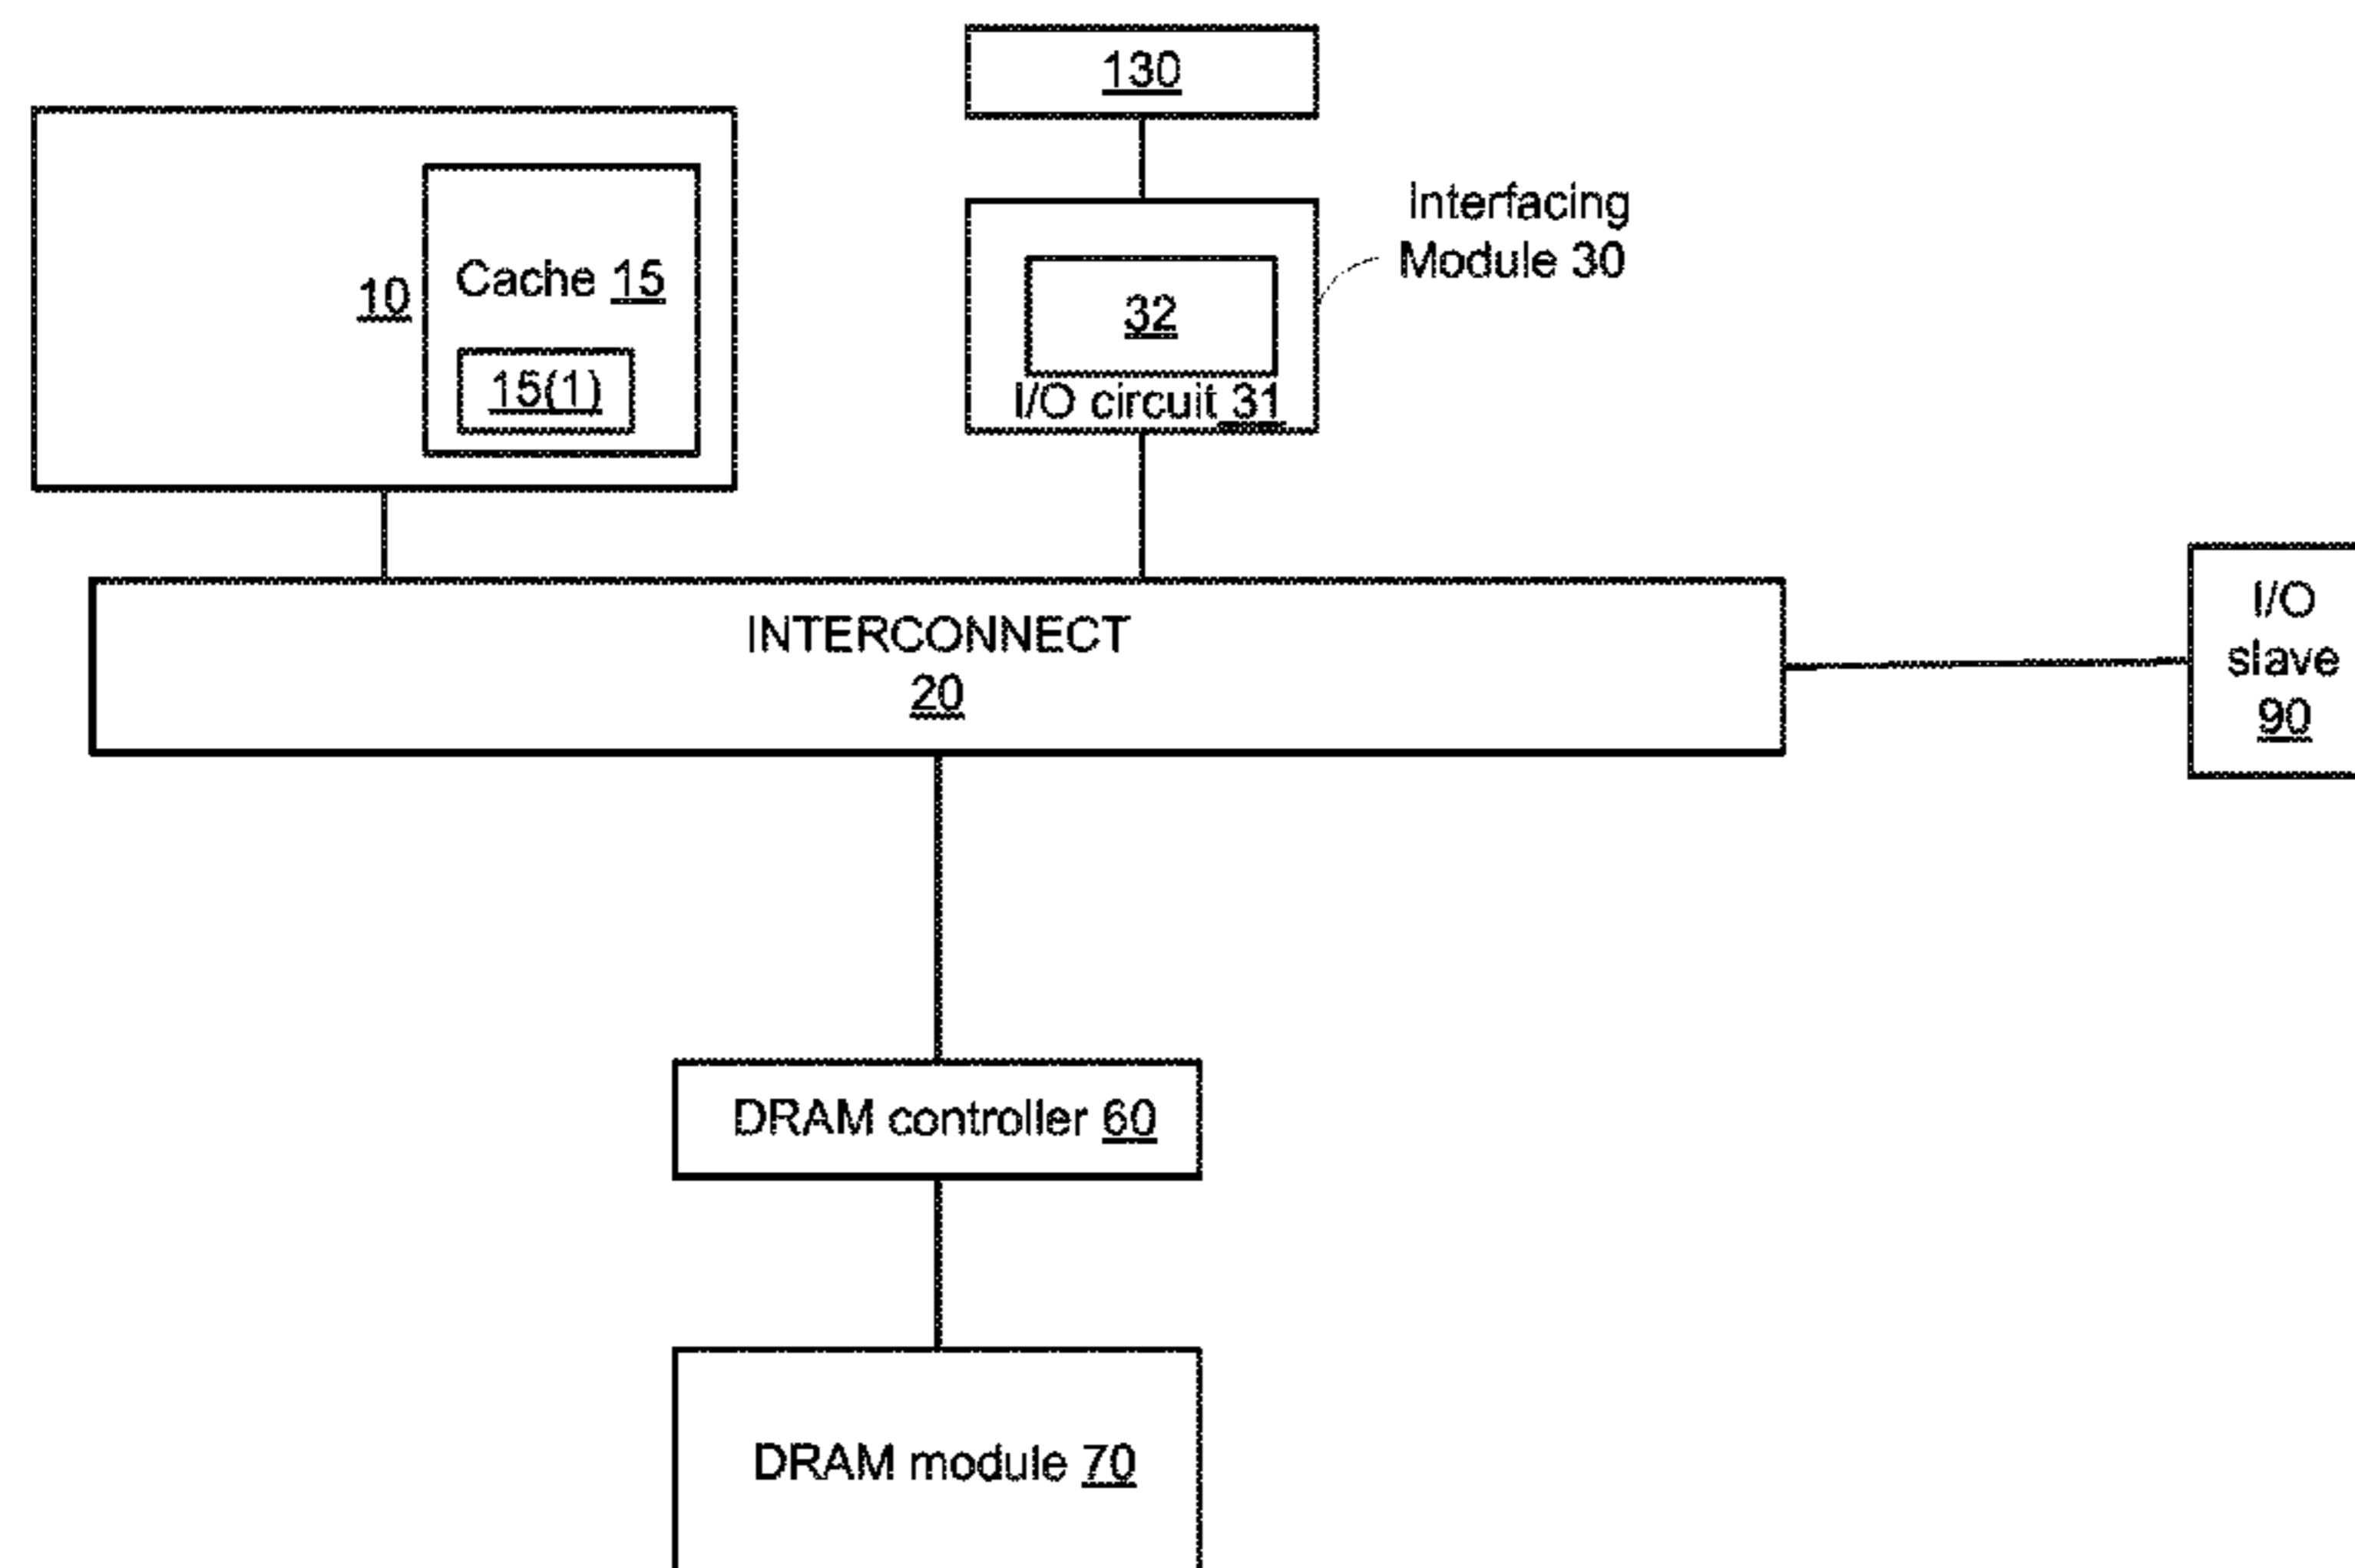 130
Interfacing
Module 30
10
Cache 15
15(1)
32
I/O circuit 31
INTERCONNECT
20
I/O
slave
90
DRAM controller 60
DRAM module 70